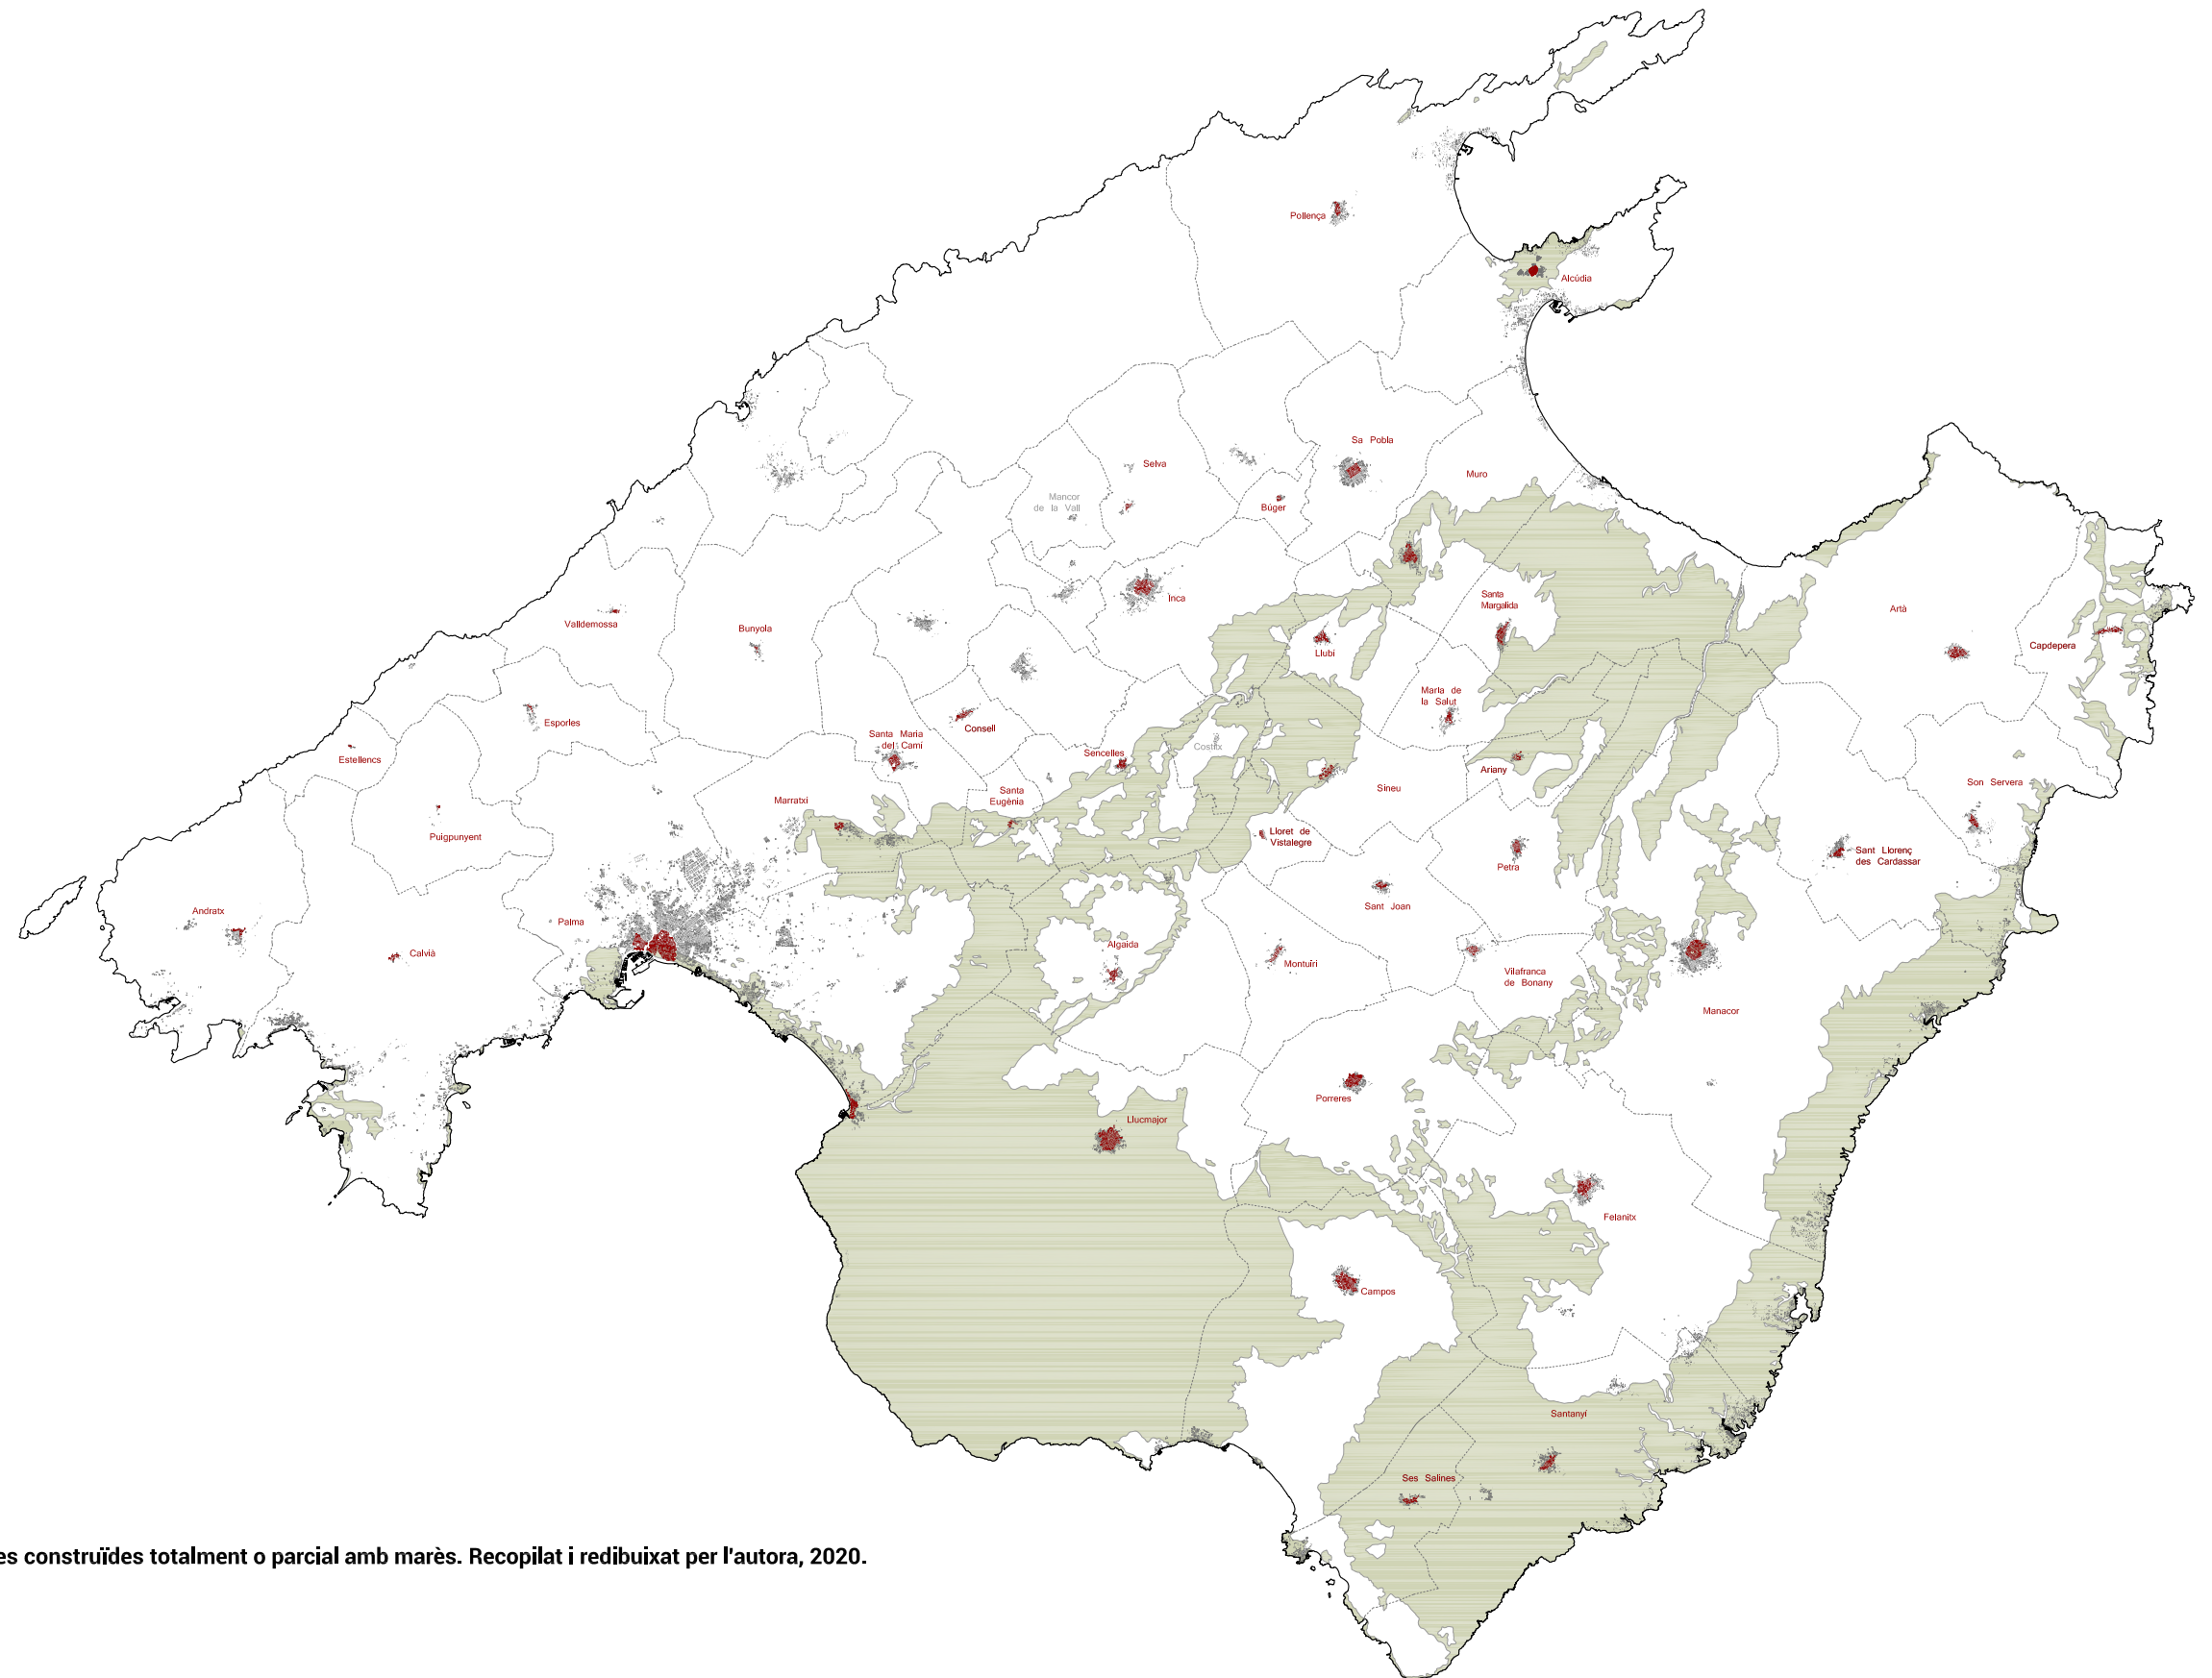 Pollença
Alcúdia
Sa Pobla
Selva
Muro
Mancor
de la Vall
Búger
Inca
Santa
Margalida
Artà
Valldemossa
Bunyola
Llubí
Capdepera
Maria de
la Salut
Esporles
Consell
Santa Maria
del Camí
Costitx
Sencelles
Estellencs
Ariany
Son Servera
Sineu
Santa
Eugènia
Marratxí
Puigpunyent
Lloret de
Vistalegre
Sant Llorenç
des Cardassar
Petra
Sant Joan
Andratx
Palma
Algaida
Calvià
Montuïri
Vilafranca
de Bonany
Manacor
Porreres
Llucmajor
Felanitx
Campos
Santanyí
Ses Salines
es construïdes totalment o parcial amb marès. Recopilat i redibuixat per l'autora, 2020.